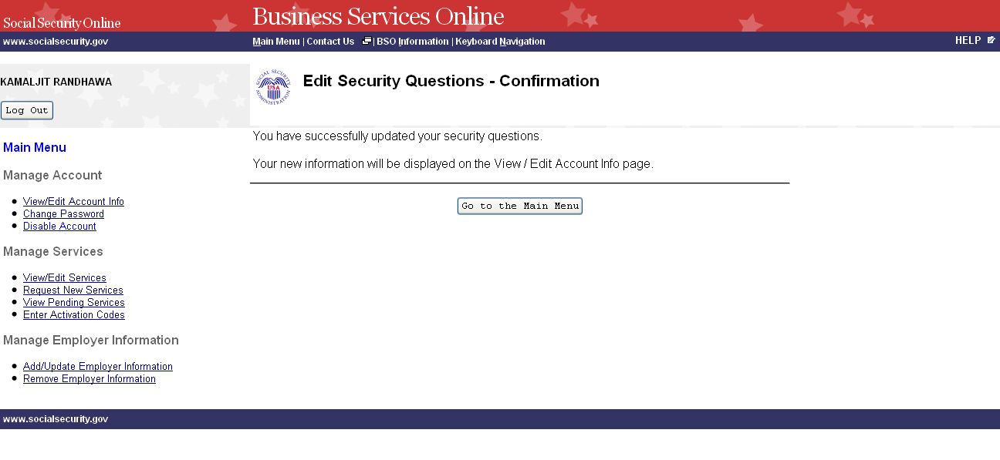 Social Security Online
Business Services Online
www.socialsecurity.gov
Main Menu | Contact Us | BSO Information | Keyboard Navigation
HELP
KAMALJIT RANDHAWA
Log Out
SOCIAL SECURITY ADMINISTRATION
USA
Edit Security Questions - Confirmation
Main Menu
Manage Account
View/Edit Account Info
Change Password
Disable Account
Manage Services
View/Edit Services
Request New Services
View Pending Services
Enter Activation Codes
Manage Employer Information
Add/Update Employer Information
Remove Employer Information
You have successfully updated your security questions.
Your new information will be displayed on the View / Edit Account Info page.
Go to the Main Menu
www.socialsecurity.gov